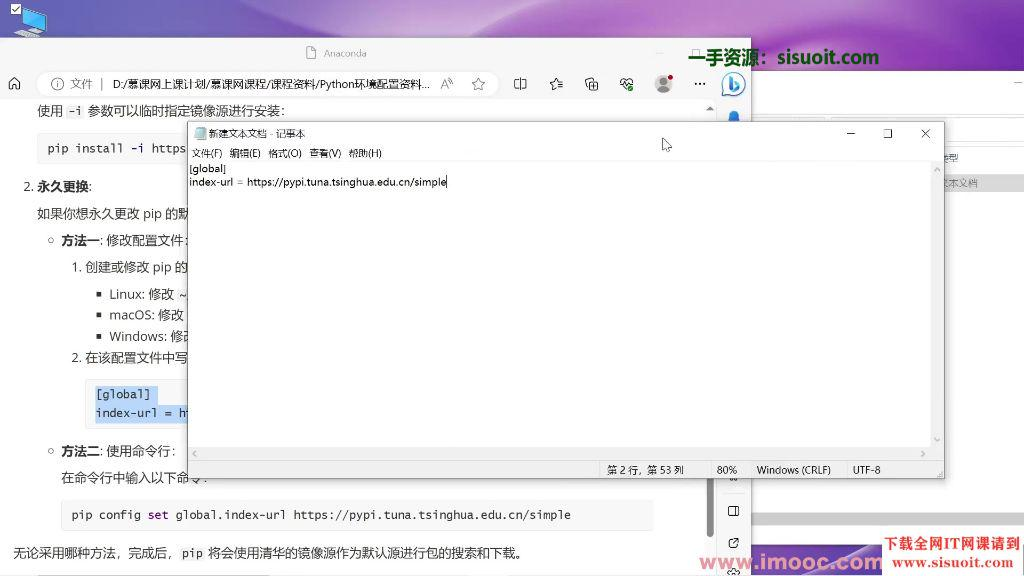 Anaconda
一手资源：sisuoit.com
文件
D:/慕课网上课计划/慕课网课程/课程资料/Python环境配置资料...
使用 -i 参数可以临时指定镜像源进行安装:
pip install -i https
新建文本文档 - 记事本
文件(F) 编辑(E) 格式(O) 查看(V) 帮助(H)
[global]
index-url = https://pypi.tuna.tsinghua.edu.cn/simple
2. 永久更换:
如果你想永久更改 pip 的默
方法一: 修改配置文件:
1. 创建或修改 pip 的
Linux: 修改 ~
macOS: 修改
Windows: 修改
2. 在该配置文件中写
[global]
index-url = ht
方法二: 使用命令行:
在命令行中输入以下命令:
第 2 行，第 53 列
80%
Windows (CRLF)
UTF-8
pip config set global.index-url https://pypi.tuna.tsinghua.edu.cn/simple
无论采用哪种方法，完成后，pip 将会使用清华的镜像源作为默认源进行包的搜索和下载。
www.imooc.com
下载全网IT网课请到
www.sisuoit.com